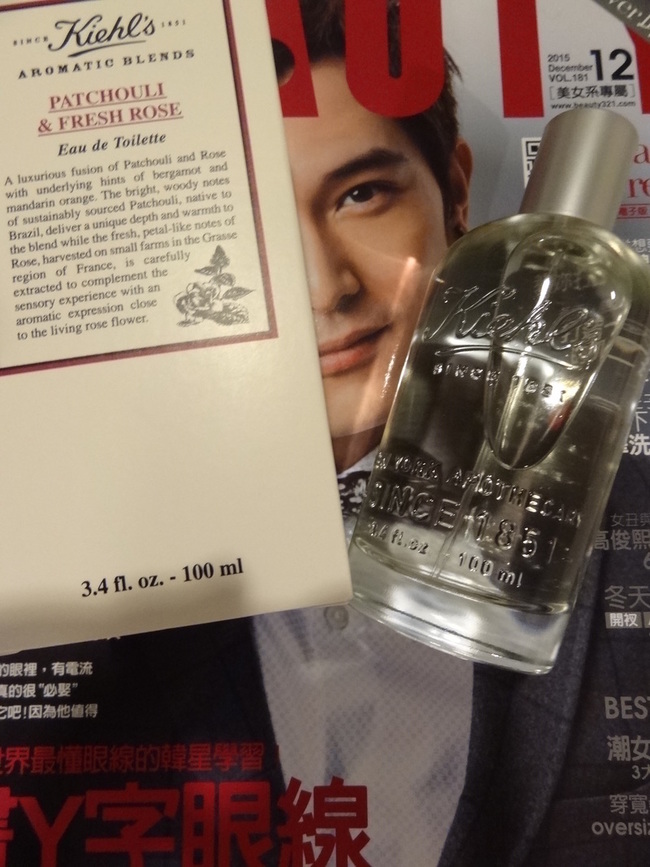 SINCE Kiehl's 1851
AROMATIC BLENDS
PATCHOULI
& FRESH ROSE
Eau de Toilette
A luxurious fusion of Patchouli and Rose
with underlying hints of bergamot and
mandarin orange. The bright, woody notes
of sustainably sourced Patchouli, native to
Brazil, deliver a unique depth and warmth to
the blend while the fresh, petal-like notes of
Rose, harvested on small farms in the Grasse
region of France, is carefully
extracted to complement the
sensory experience with an
aromatic expression close
to the living rose flower.
3.4 fl. oz. - 100 ml
2015
December 12
VOL.181
[美女系專屬]
www.beauty321.com
Kiehl's
SINCE 1851
APOTHECARY
SINCE 1851
3.4 fl. oz. 100 ml
的眼裡，有電流
真的很"必娶"
它吧!因為他值得
世界最懂眼線的韓星學習!
Y字眼線
高俊熙
冬天
開衩
BEST
潮女
穿寬
oversiz